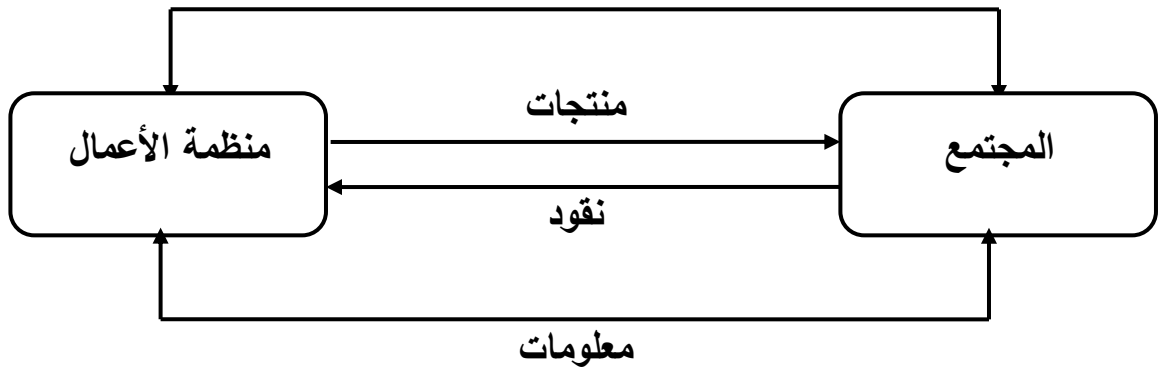 منتجات
المجتمع
منظمة الأعمال
نقود
معلومات